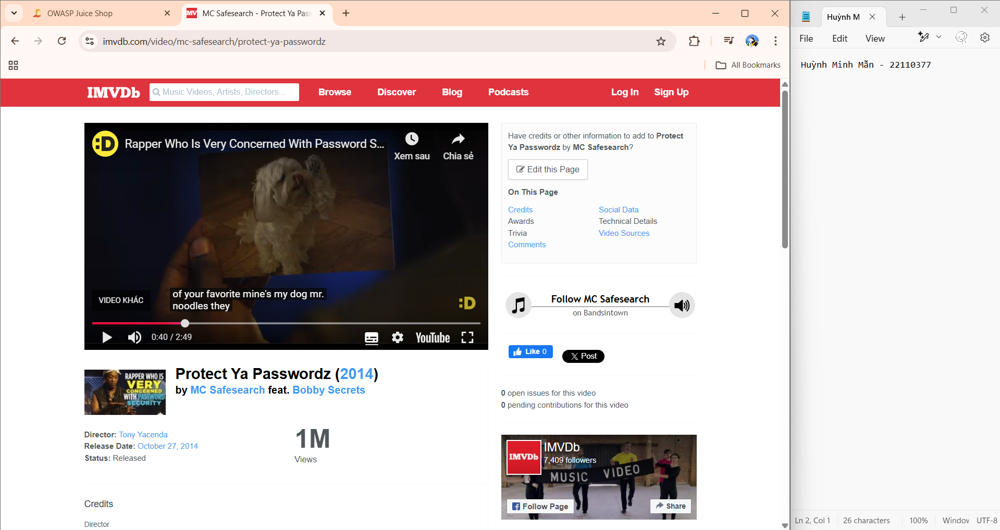 OWASP Juice Shop
MC Safesearch - Protect Ya Pass
imvdb.com/video/mc-safesearch/protect-ya-passwordz
All Bookmarks
IMVDb
Music Videos, Artists, Directors...
Browse
Discover
Blog
Podcasts
Log In
Sign Up
:D
Rapper Who Is Very Concerned With Password S...
Xem sau
Chia sẻ
of your favorite mine's my dog mr.
noodles they
VIDEO KHÁC
:D
0:40 / 2:49
YouTube
RAPPER WHO IS
VERY
CONCERNED
WITH PASSWORD
SECURITY
Protect Ya Passwordz (2014)
by MC Safesearch feat. Bobby Secrets
Director: Tony Yacenda
Release Date: October 27, 2014
Status: Released
1M
Views
Credits
Director
Have credits or other information to add to Protect
Ya Passwordz by MC Safesearch?
Edit this Page
On This Page
Credits
Awards
Trivia
Comments
Social Data
Technical Details
Video Sources
Follow MC Safesearch
on Bandsintown
Like 0
X Post
0 open issues for this video
0 pending contributions for this video
IMVDb
IMVDb
7,409 followers
MUSIC VIDEO
Follow Page
Share
Huỳnh M
File
Edit
View
Huỳnh Minh Mẫn - 22110377
Ln 2, Col 1
26 characters
100%
Window
UTF-8